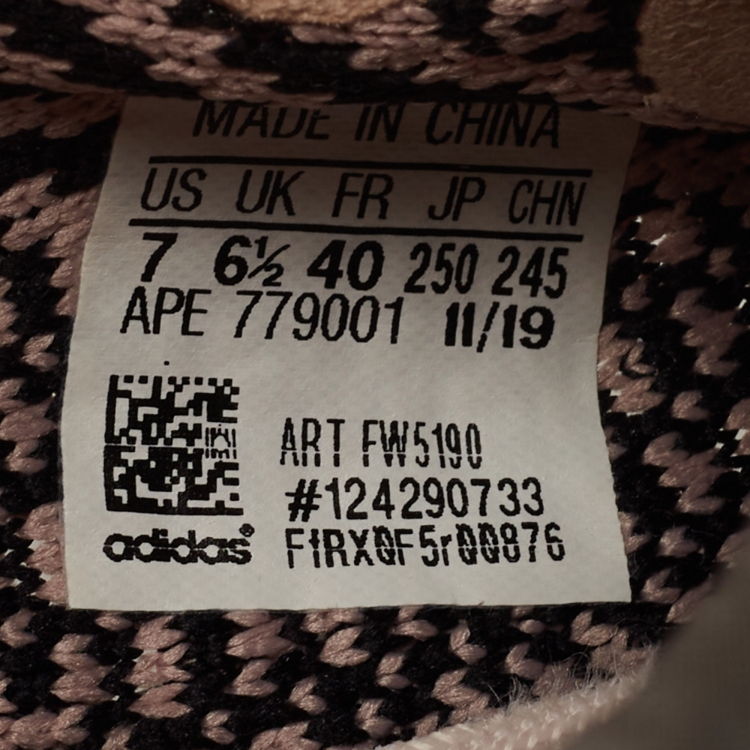 MADE IN CHINA
US UK FR JP CHN
7 6½ 40 250 245
APE 779001 11/19
ART FW5190
#124290733
FtRX0F5r00876
adidas®